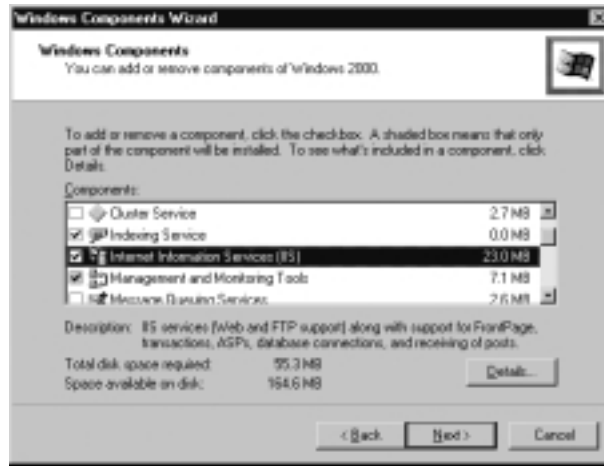 Windows Components Wizard
Windows Components
You can add or remove components of Windows 2000.
To add or remove a component, click the checkbox. A shaded box means that only
part of the component will be installed. To see what's included in a component, click
Details.
Components:
Cluster Service 2.7 MB
Indexing Service 0.0 MB
Internet Information Services (IIS) 23.0 MB
Management and Monitoring Tools 7.1 MB
Message Queuing Services 2.6 MB
Description: IIS services (Web and FTP support) along with support for FrontPage,
transactions, ASPs, database connections, and receiving of posts.
Total disk space required: 55.3 MB
Space available on disk: 164.6 MB
Details...
< Back Next > Cancel